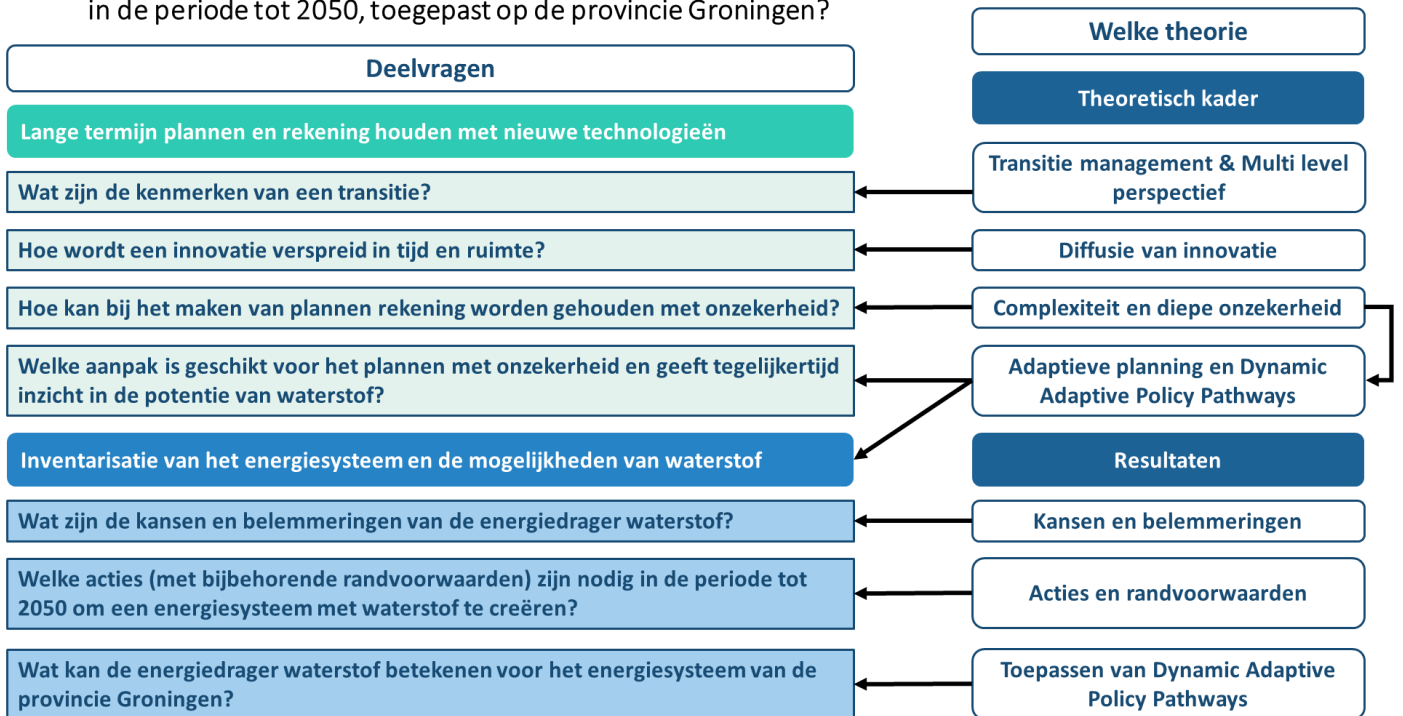 in de periode tot 2050, toegepast op de provincie Groningen?
Deelvragen
Lange termijn plannen en rekening houden met nieuwe technologieën
Wat zijn de kenmerken van een transitie?
Hoe wordt een innovatie verspreid in tijd en ruimte?
Hoe kan bij het maken van plannen rekening worden gehouden met onzekerheid?
Welke aanpak is geschikt voor het plannen met onzekerheid en geeft tegelijkertijd
inzicht in de potentie van waterstof?
Inventarisatie van het energiesysteem en de mogelijkheden van waterstof
Wat zijn de kansen en belemmeringen van de energiedrager waterstof?
Welke acties (met bijbehorende randvoorwaarden) zijn nodig in de periode tot
2050 om een energiesysteem met waterstof te creëren?
Wat kan de energiedrager waterstof betekenen voor het energiesysteem van de
provincie Groningen?
Welke theorie
Theoretisch kader
Transitie management & Multi level
perspectief
Diffusie van innovatie
Complexiteit en diepe onzekerheid
Adaptieve planning en Dynamic
Adaptive Policy Pathways
Resultaten
Kansen en belemmeringen
Acties en randvoorwaarden
Toepassen van Dynamic Adaptive
Policy Pathways